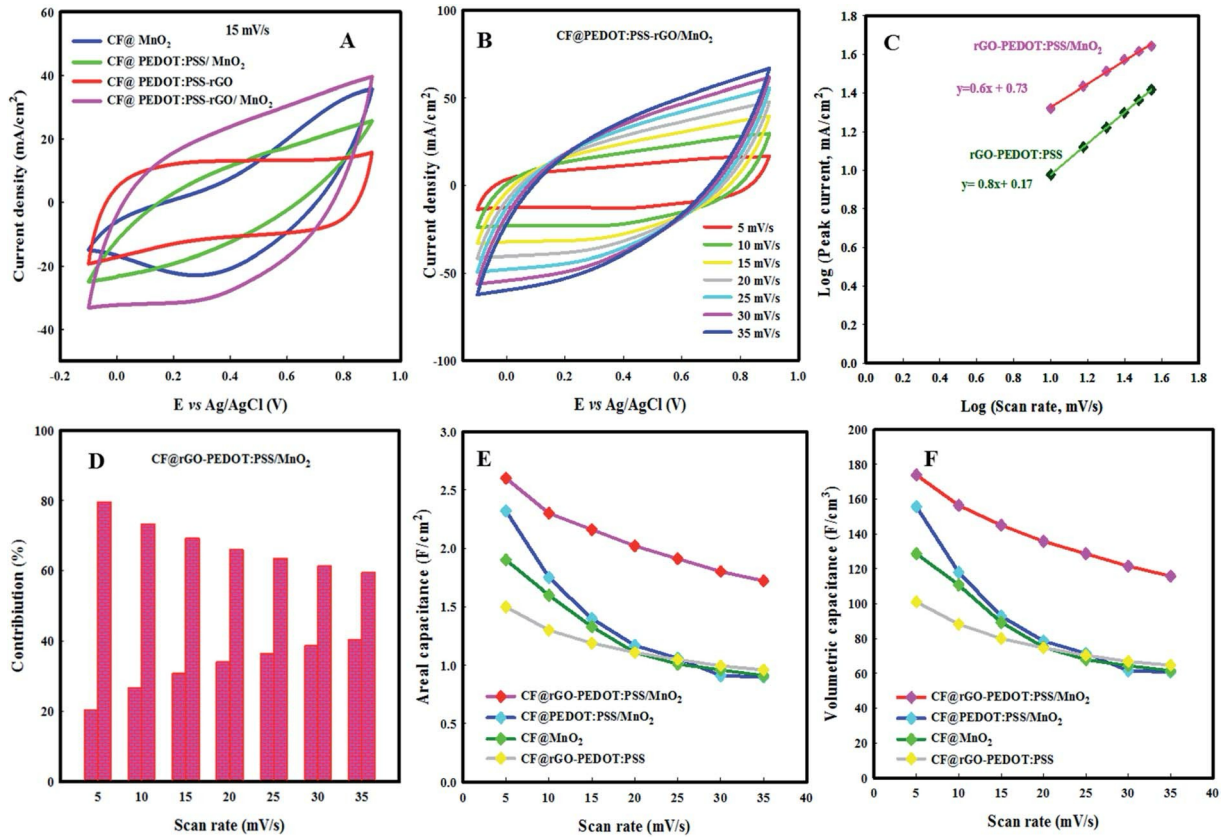 15 mV/s
A
CF@ MnO2
CF@ PEDOT:PSS/ MnO2
CF@ PEDOT:PSS-rGO
CF@ PEDOT:PSS-rGO/ MnO2
60
40
20
0
-20
-40
-60
Current density (mA/cm²)
-0.2 0.0 0.2 0.4 0.6 0.8 1.0
E vs Ag/AgCl (V)
B
CF@PEDOT:PSS-rGO/MnO2
100
50
0
-50
-100
Current density (mA/cm²)
5 mV/s
10 mV/s
15 mV/s
20 mV/s
25 mV/s
30 mV/s
35 mV/s
0.0 0.2 0.4 0.6 0.8 1.0
E vs Ag/AgCl (V)
C
rGO-PEDOT:PSS/MnO2
y=0.6x + 0.73
rGO-PEDOT:PSS
y= 0.8x+ 0.17
1.8
1.6
1.4
1.2
1.0
0.8
0.6
0.4
0.2
0.0
Log (Peak current, mA/cm²)
0.0 0.2 0.4 0.6 0.8 1.0 1.2 1.4 1.6 1.8
Log (Scan rate, mV/s)
D
CF@rGO-PEDOT:PSS/MnO2
100
80
60
40
20
0
Contribution (%)
5 10 15 20 25 30 35
Scan rate (mV/s)
E
3.0
2.5
2.0
1.5
1.0
0.5
0.0
Areal capacitance (F/cm²)
CF@rGO-PEDOT:PSS/MnO2
CF@PEDOT:PSS/MnO2
CF@MnO2
CF@rGO-PEDOT:PSS
0 5 10 15 20 25 30 35 40
Scan rate (mV/s)
F
200
180
160
140
120
100
80
60
40
20
0
Volumetric capacitance (F/cm³)
CF@rGO-PEDOT:PSS/MnO2
CF@PEDOT:PSS/MnO2
CF@MnO2
CF@rGO-PEDOT:PSS
0 5 10 15 20 25 30 35 40
Scan rate (mV/s)